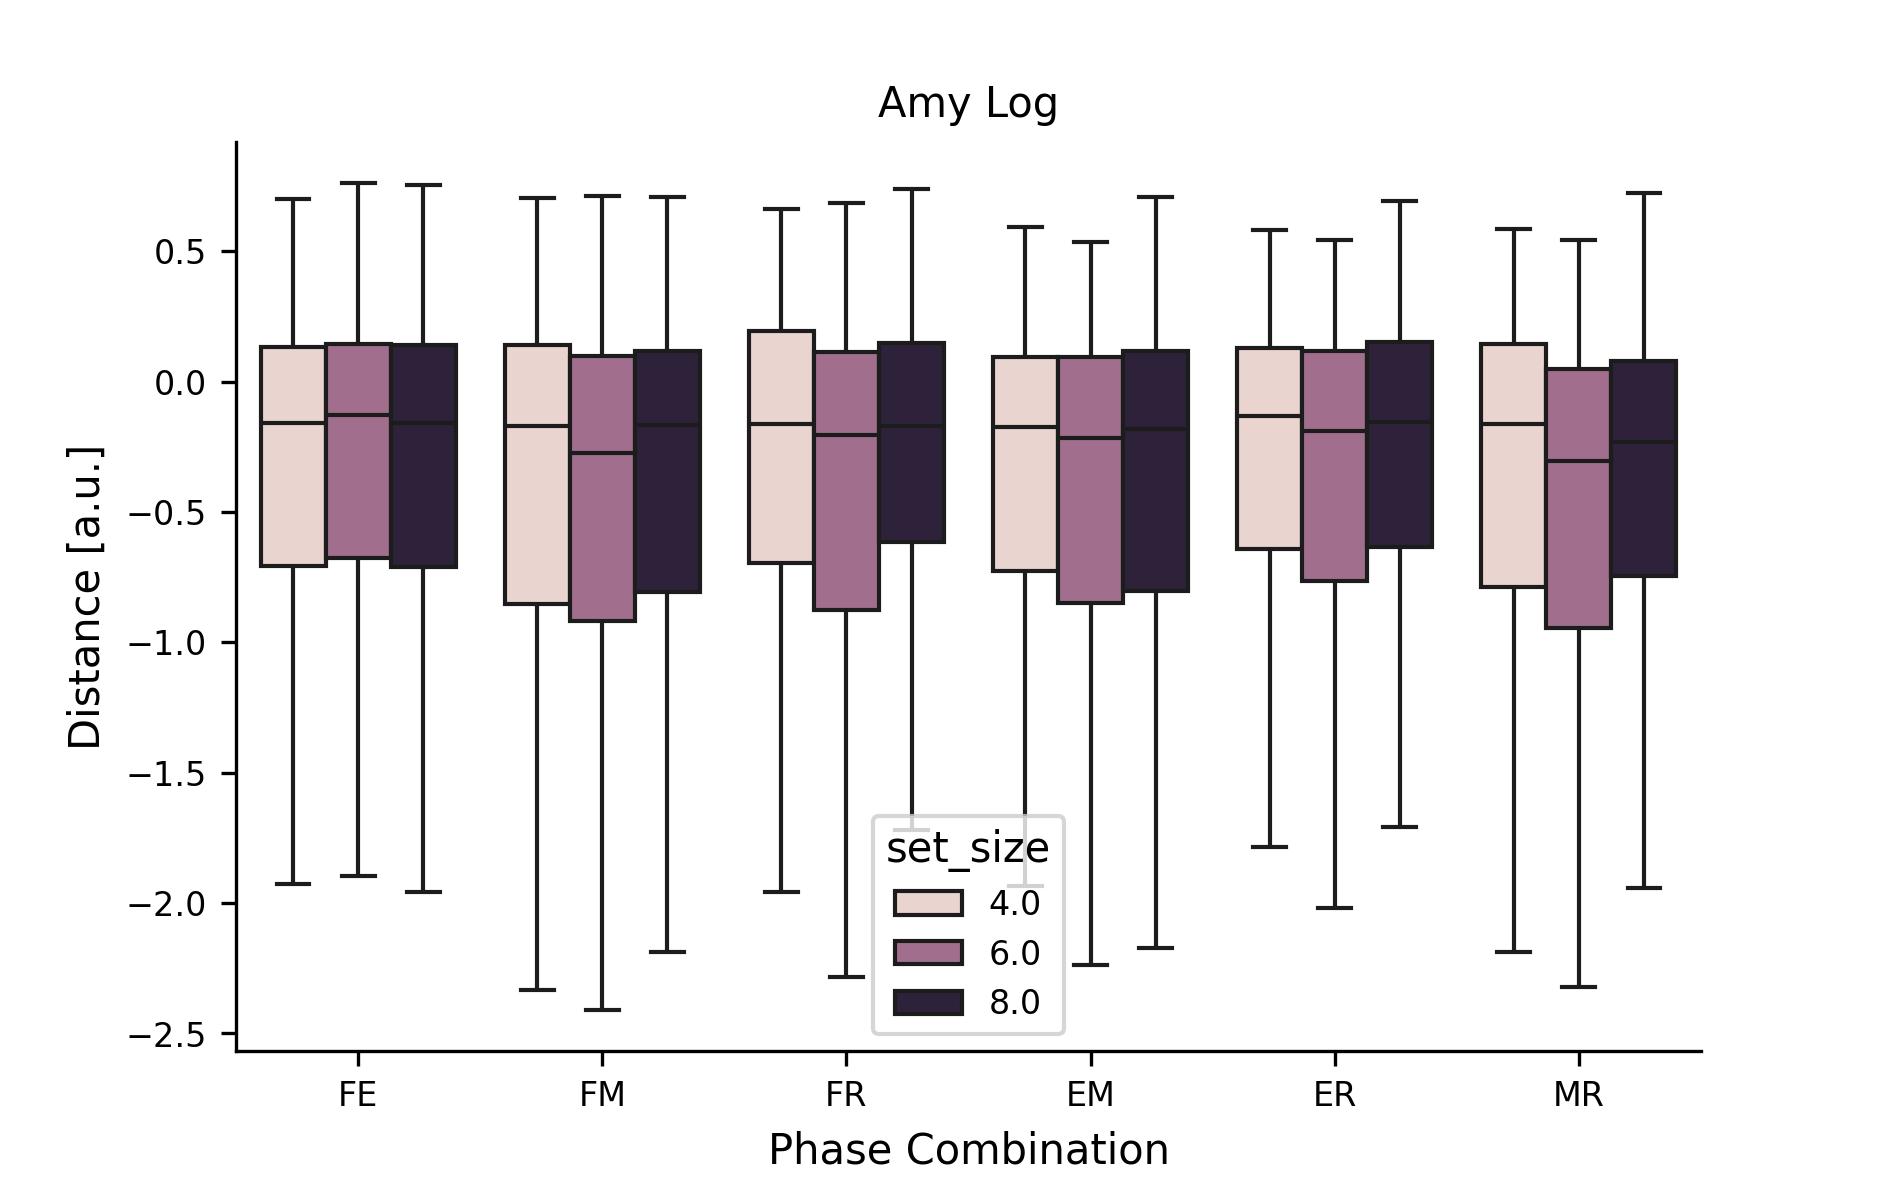 Amy Log
Distance [a.u.]
0.5
0.0
−0.5
−1.0
−1.5
−2.0
−2.5
set_size
4.0
6.0
8.0
FE
FM
FR
EM
ER
MR
Phase Combination